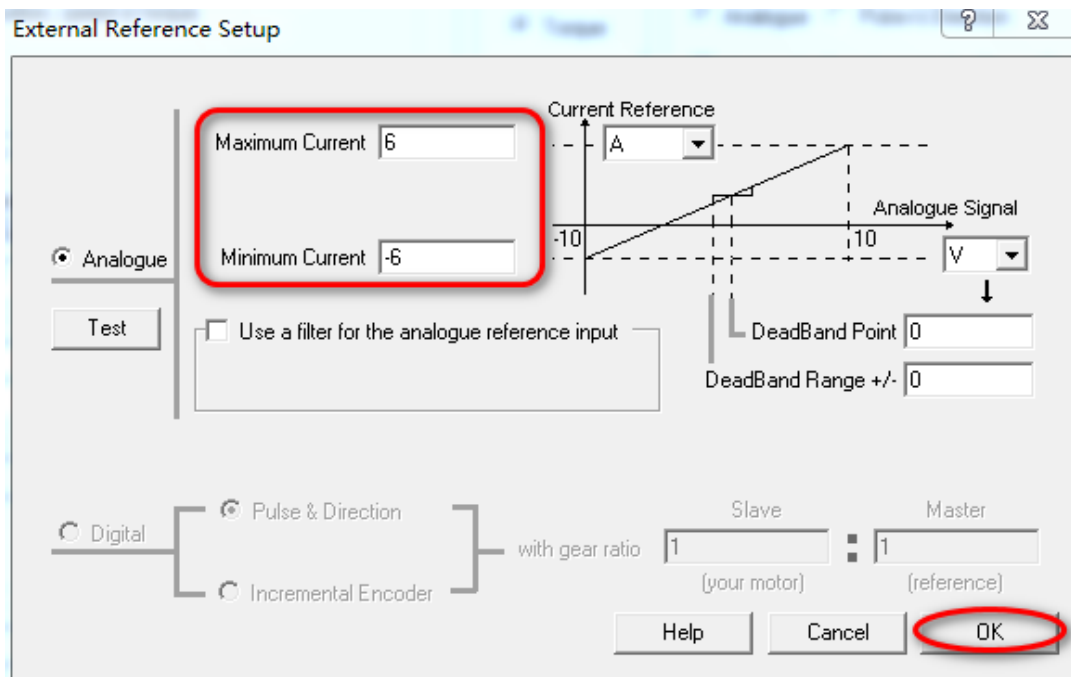 External Reference Setup
Current Reference
Maximum Current 6
A
Analogue Signal
-10
10
Analogue
Minimum Current -6
V
Test
Use a filter for the analogue reference input
DeadBand Point 0
DeadBand Range +/- 0
Digital
Pulse & Direction
Slave
Master
with gear ratio
1
:
1
Incremental Encoder
(your motor)
(reference)
Help
Cancel
OK